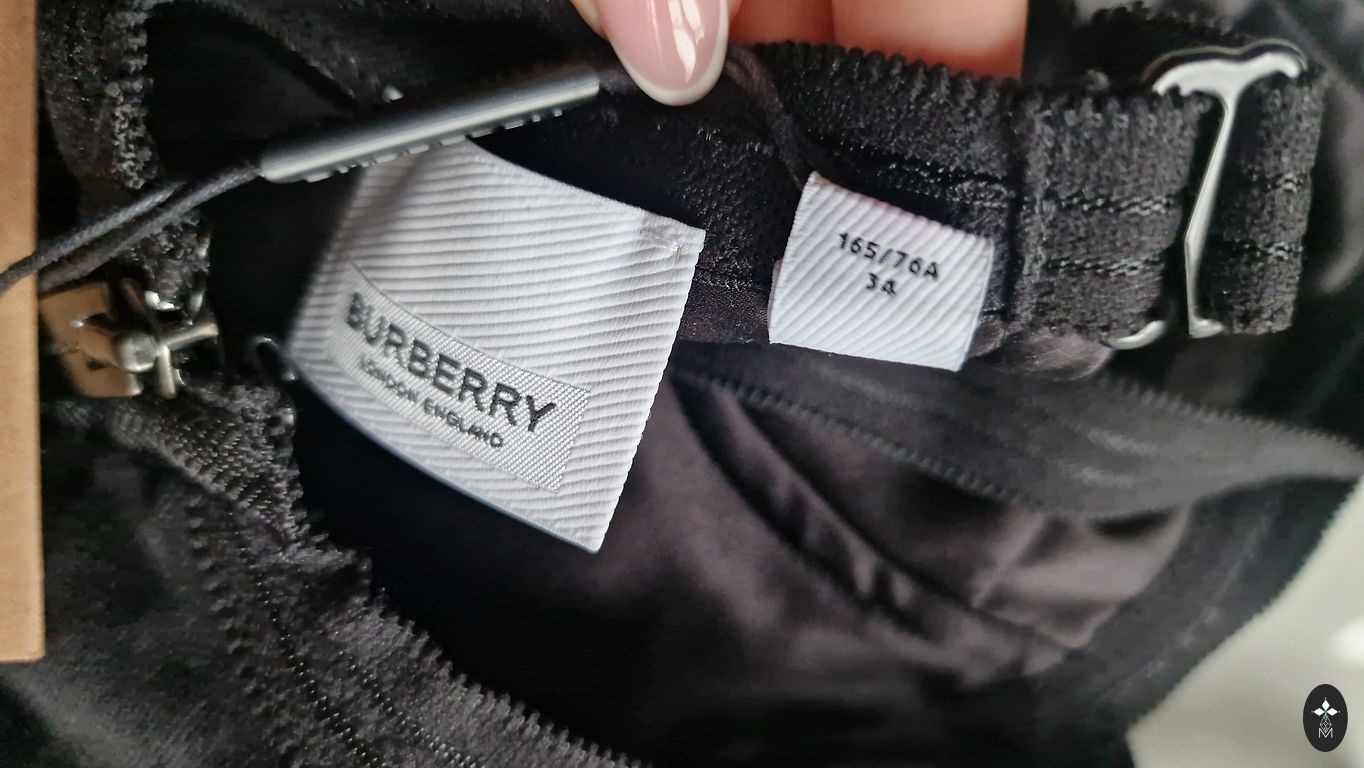 BURBERRY
LONDON ENGLAND
165/76A
34
M